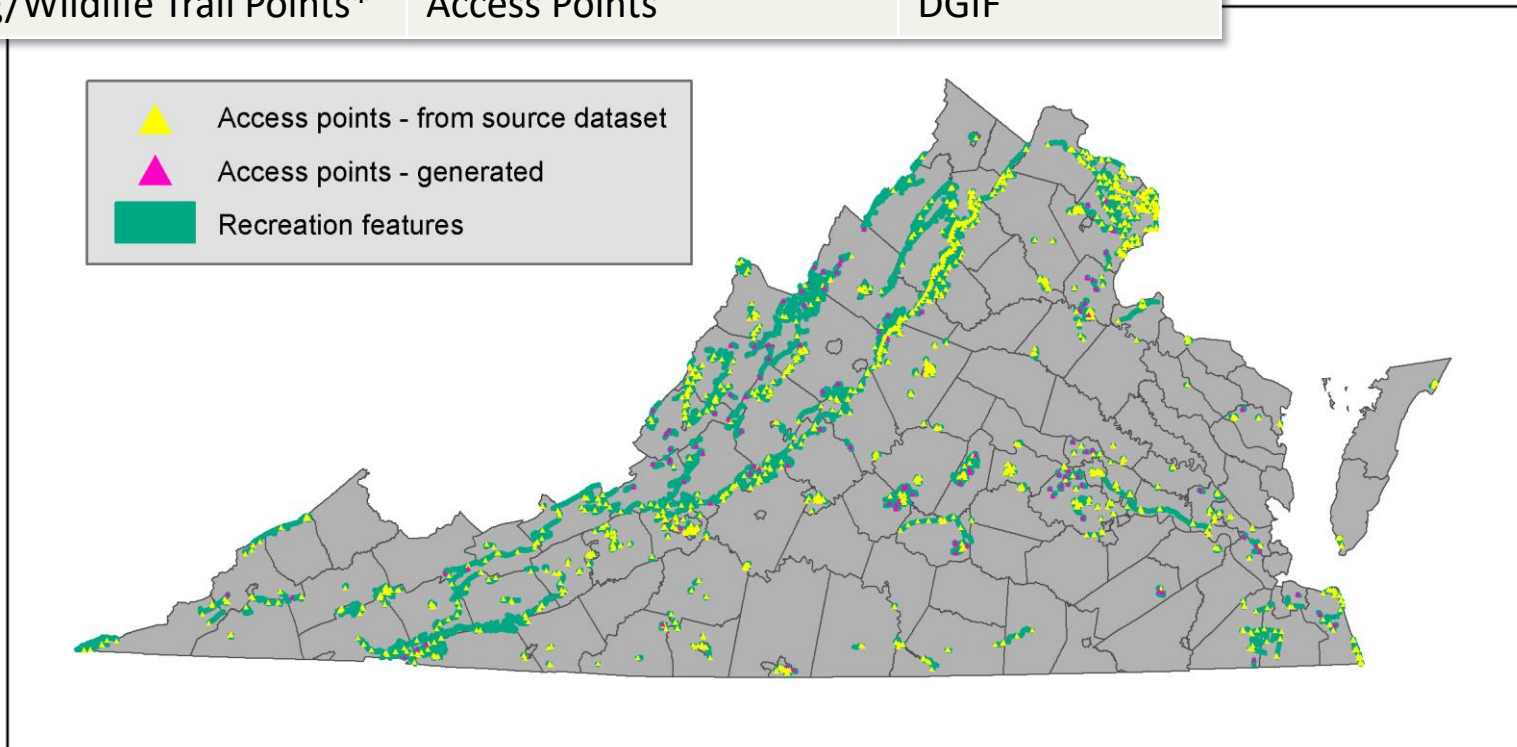 /Wildlife Trail Points* Access Points DGIF
Access points - from source dataset
Access points - generated
Recreation features